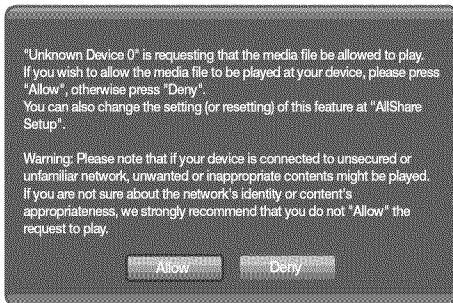 "Unknown Device 0" is requesting that the media file be allowed to play.
If you wish to allow the media file to be played at your device, please press
"Allow", otherwise press "Deny".
You can also change the setting (or resetting) of this feature at "AllShare
Setup".
Warning: Please note that if your device is connected to unsecured or
unfamiliar network, unwanted or inappropriate contents might be played.
If you are not sure about the network's identity or content's
appropriateness, we strongly recommend that you do not "Allow" the
request to play.
Allow Deny